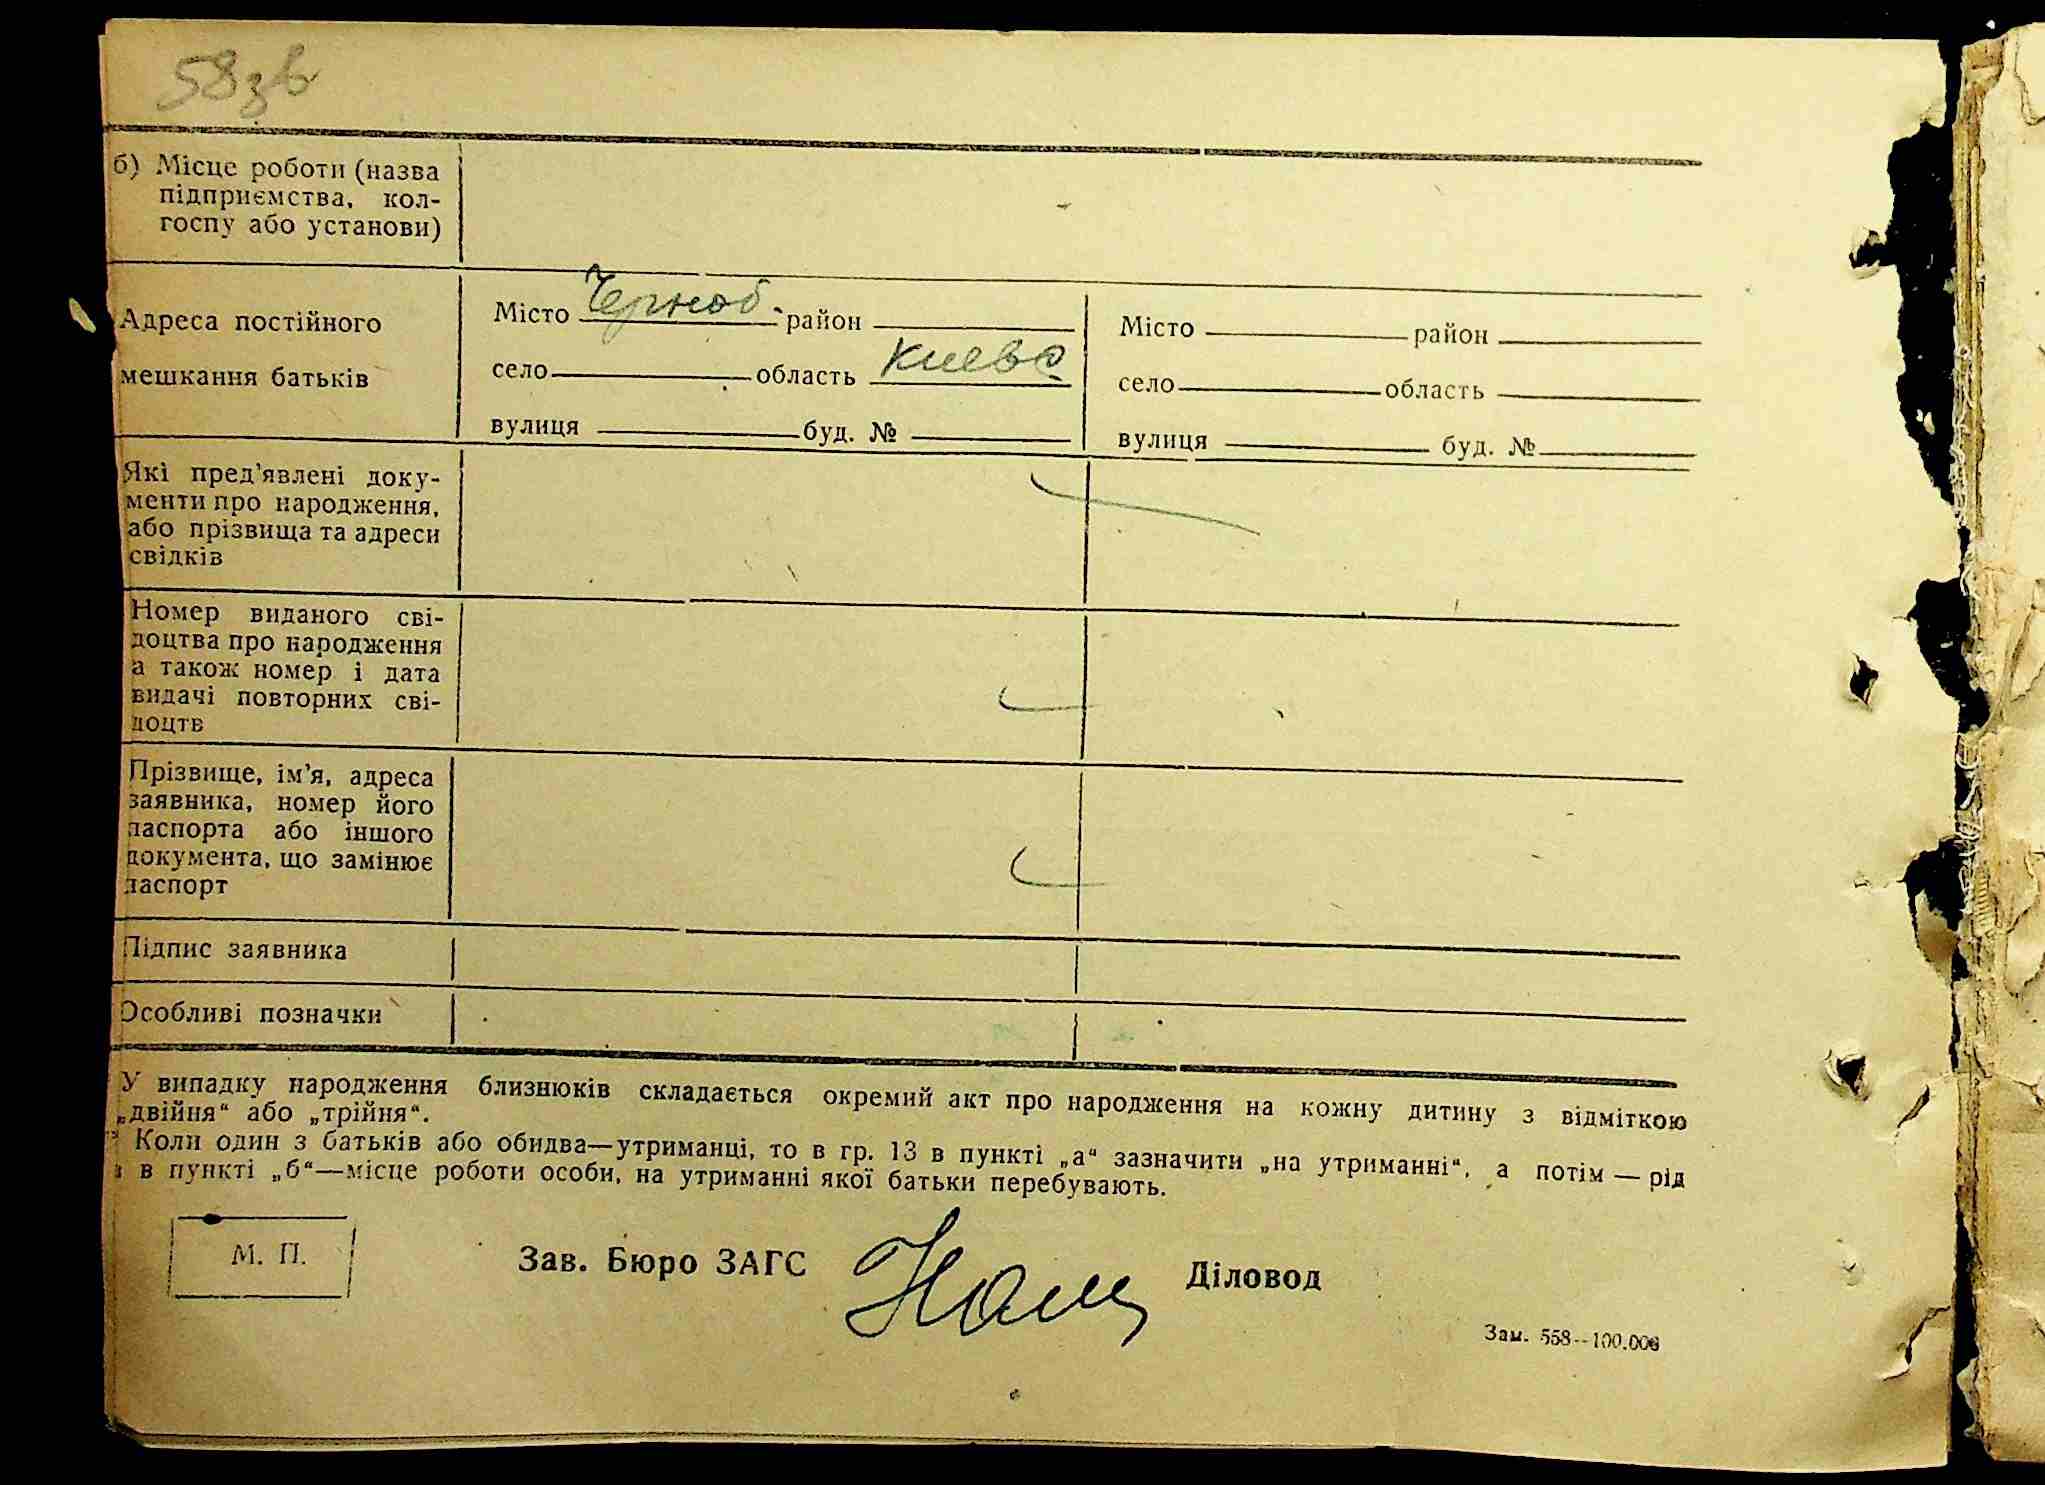 58зв
б) Місце роботи (назва
підприємства, кол-
госпу або установи)
Адреса постійного
мешкання батьків
Місто Черноб. район
село область Киевс
вулиця буд. №
Місто район
село область
вулиця буд. №
Які пред'явлені доку-
менти про народження,
або прізвища та адреси
свідків
Номер виданого сві-
доцтва про народження
а також номер і дата
видачі повторних сві-
доцтв
Прізвище, ім'я, адреса
заявника, номер його
паспорта або іншого
документа, що замінює
паспорт
Підпис заявника
Особливі позначки
У випадку народження близнюків складається окремий акт про народження на кожну дитину з відміткою
„двійня“ або „трійня“.
Коли один з батьків або обидва—утриманці, то в гр. 13 в пункті „а“ зазначити „на утриманні“, а потім — рід
в пункті „б“—місце роботи особи, на утриманні якої батьки перебувають.
М. П.
Зав. Бюро ЗАГС
Діловод
Зам. 558--100.000